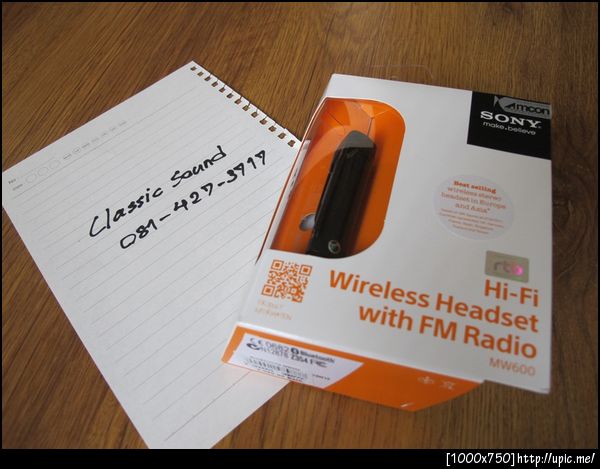 Classic Sound
081-427-3797
Amcon
SONY
make.believe
Best selling
wireless stereo
headset in Europe
and Asia*
Hi-Fi
Wireless Headset
with FM Radio
MW600
Bluetooth
[1000x750]http://upic.me/